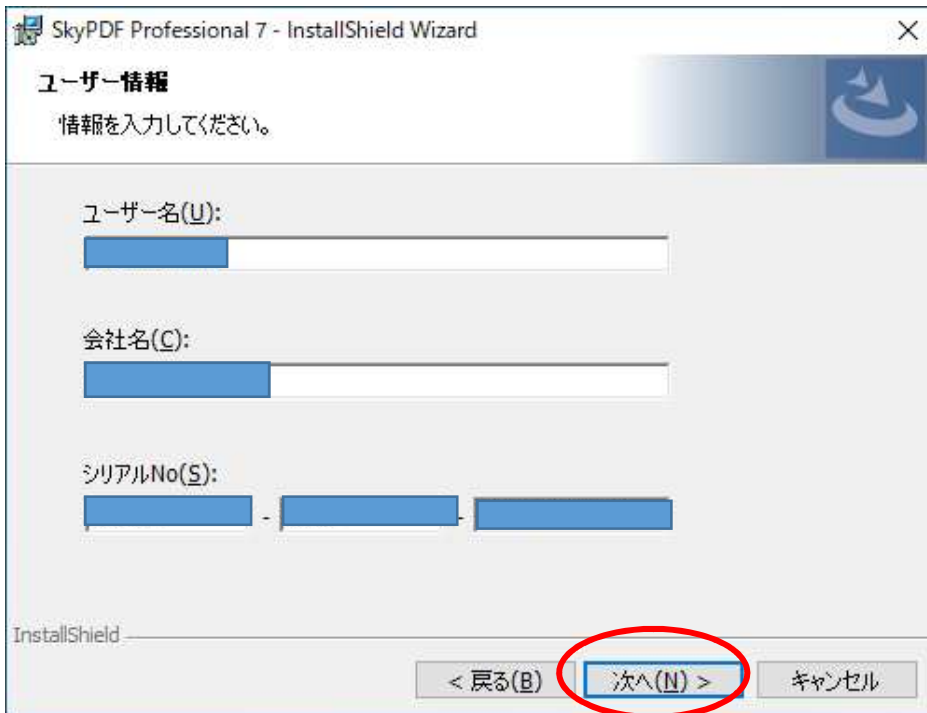 SkyPDF Professional 7 - InstallShield Wizard
ユーザー情報
情報を入力してください。
ユーザー名(U):
会社名(C):
シリアルNo(S):
- -
InstallShield
< 戻る(B) 次へ(N) > キャンセル